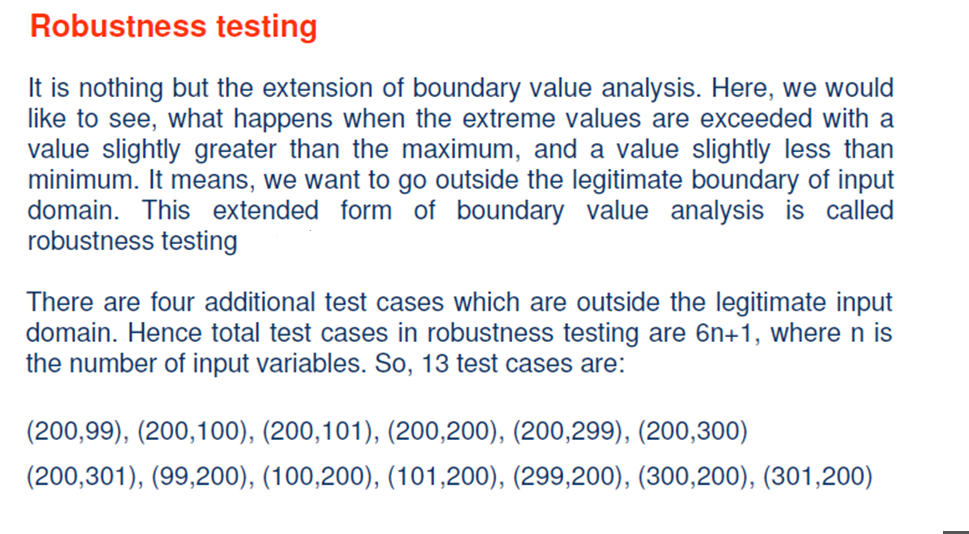 Robustness testing
It is nothing but the extension of boundary value analysis. Here, we would
like to see, what happens when the extreme values are exceeded with a
value slightly greater than the maximum, and a value slightly less than
minimum. It means, we want to go outside the legitimate boundary of input
domain. This extended form of boundary value analysis is called
robustness testing
There are four additional test cases which are outside the legitimate input
domain. Hence total test cases in robustness testing are 6n+1, where n is
the number of input variables. So, 13 test cases are:
(200,99), (200,100), (200,101), (200,200), (200,299), (200,300)
(200,301), (99,200), (100,200), (101,200), (299,200), (300,200), (301,200)